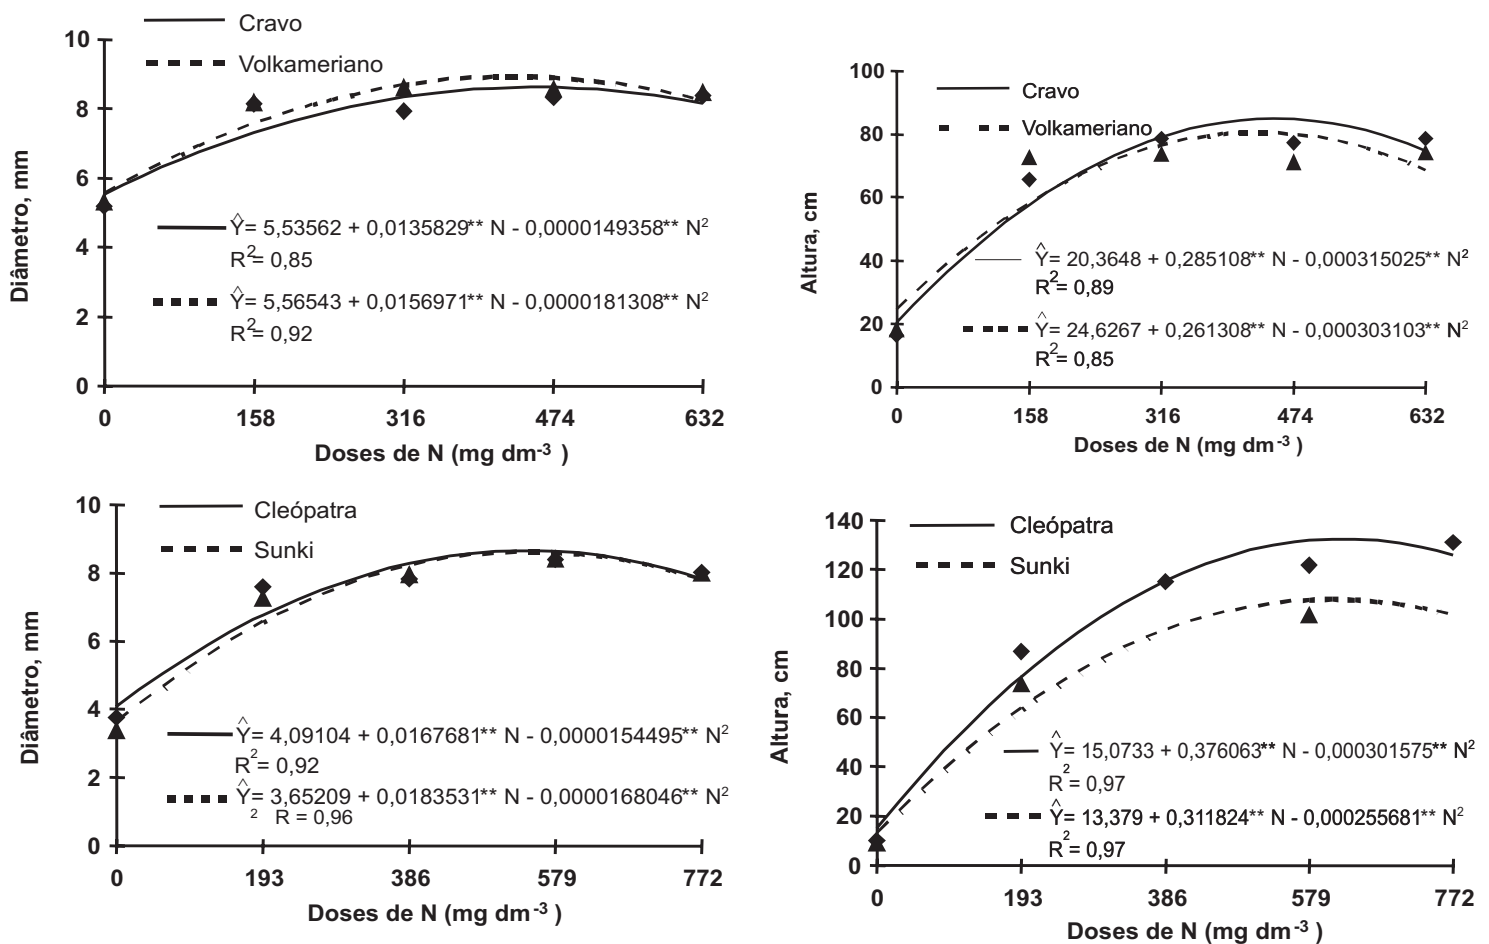 Cravo
Volkameriano
10
8
6
4
2
0
Diâmetro, mm
Ŷ= 5,53562 + 0,0135829** N - 0,0000149358** N²
R²= 0,85
Ŷ= 5,56543 + 0,0156971** N - 0,0000181308** N²
R²= 0,92
0 158 316 474 632
Doses de N (mg dm⁻³ )
Cravo
Volkameriano
100
80
60
40
20
0
Altura, cm
Ŷ= 20,3648 + 0,285108** N - 0,000315025** N²
R²= 0,89
Ŷ= 24,6267 + 0,261308** N - 0,000303103** N²
R²= 0,85
0 158 316 474 632
Doses de N (mg dm⁻³ )
Cleópatra
Sunki
10
8
6
4
2
0
Diâmetro, mm
Ŷ= 4,09104 + 0,0167681** N - 0,0000154495** N²
R²= 0,92
Ŷ= 3,65209 + 0,0183531** N - 0,0000168046** N²
² R = 0,96
0 193 386 579 772
Doses de N (mg dm⁻³ )
Cleópatra
Sunki
140
120
100
80
60
40
20
0
Altura, cm
Ŷ= 15,0733 + 0,376063** N - 0,000301575** N²
R²= 0,97
Ŷ= 13,379 + 0,311824** N - 0,000255681** N²
R²= 0,97
0 193 386 579 772
Doses de N (mg dm⁻³ )